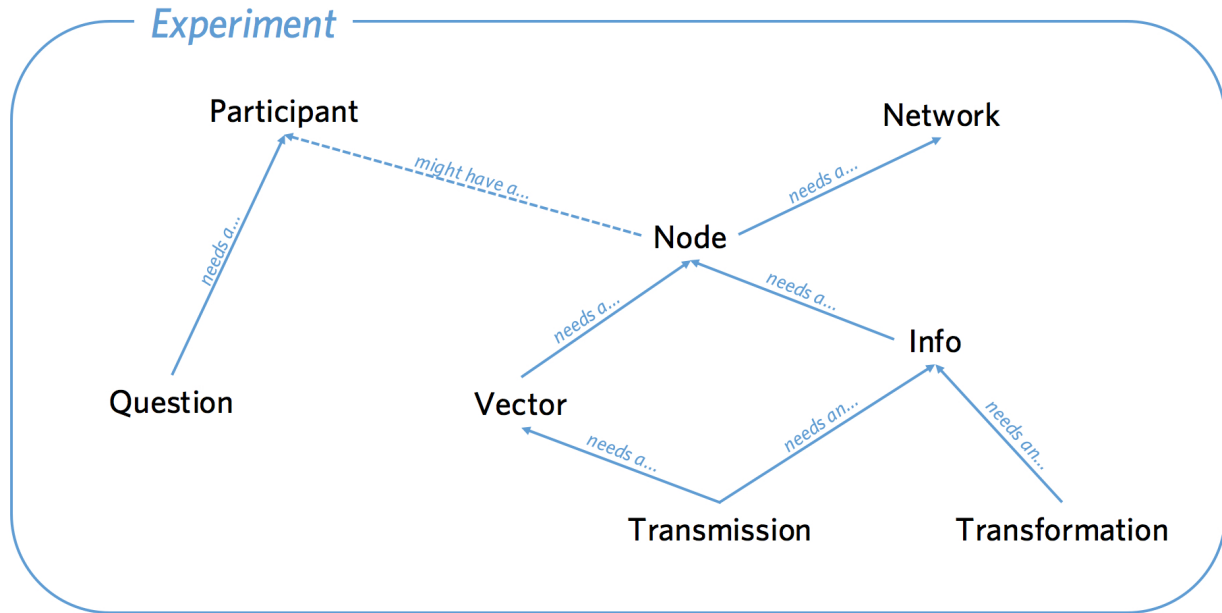 Experiment
Participant
Network
might have a...
needs a...
Node
needs a...
needs a...
needs a...
Info
Question
Vector
needs an...
needs an...
needs a...
Transmission
Transformation